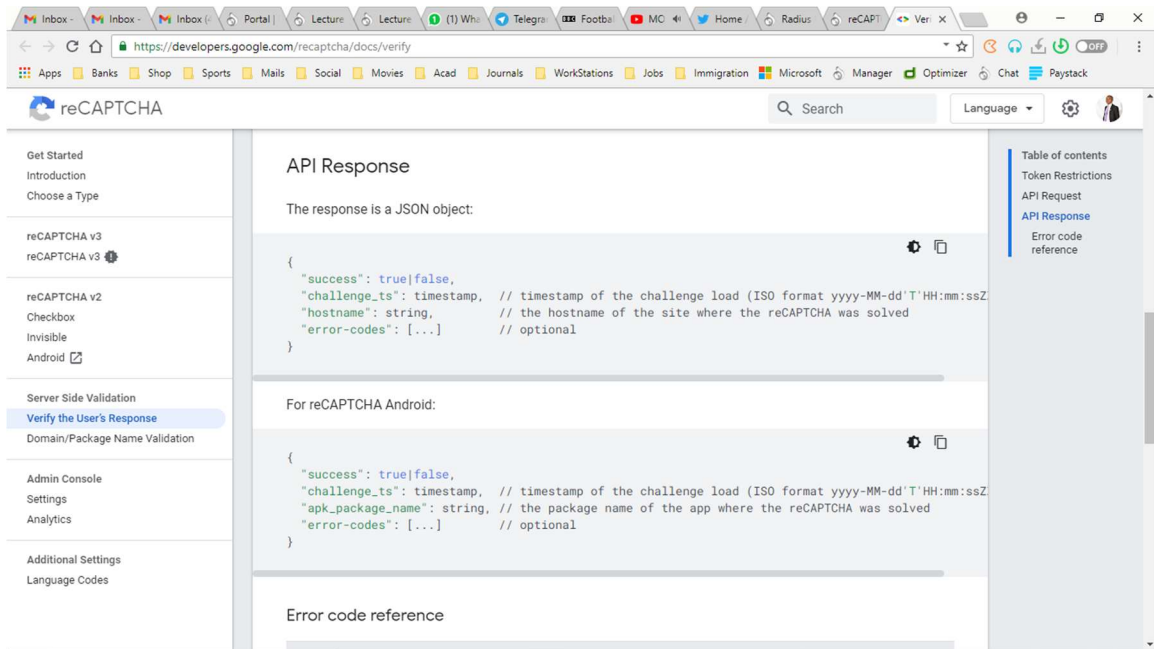 Inbox -
Inbox -
Inbox (
Portal |
Lecture
Lecture
(1) Wha
Telegra
Footbal
MO
Home /
Radius
reCAPT
Veri
https://developers.google.com/recaptcha/docs/verify
OFF
Apps
Banks
Shop
Sports
Mails
Social
Movies
Acad
Journals
WorkStations
Jobs
Immigration
Microsoft
Manager
Optimizer
Chat
Paystack
reCAPTCHA
Search
Language
Get Started
Introduction
Choose a Type
reCAPTCHA v3
reCAPTCHA v3
reCAPTCHA v2
Checkbox
Invisible
Android
Server Side Validation
Verify the User's Response
Domain/Package Name Validation
Admin Console
Settings
Analytics
Additional Settings
Language Codes
API Response
The response is a JSON object:
{
"success": true|false,
"challenge_ts": timestamp, // timestamp of the challenge load (ISO format yyyy-MM-dd'T'HH:mm:ssZ
"hostname": string, // the hostname of the site where the reCAPTCHA was solved
"error-codes": [...] // optional
}
For reCAPTCHA Android:
{
"success": true|false,
"challenge_ts": timestamp, // timestamp of the challenge load (ISO format yyyy-MM-dd'T'HH:mm:ssZ
"apk_package_name": string, // the package name of the app where the reCAPTCHA was solved
"error-codes": [...] // optional
}
Error code reference
Table of contents
Token Restrictions
API Request
API Response
Error code
reference